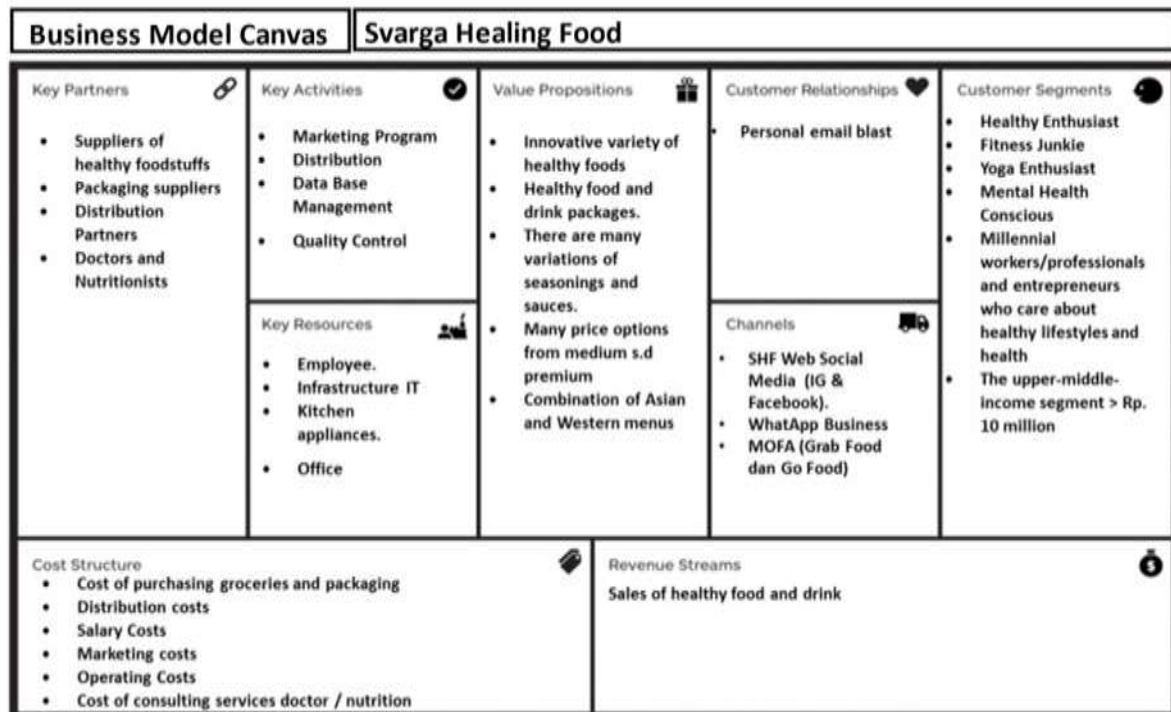 Business Model Canvas
Svarga Healing Food
Key Partners
• Suppliers of
healthy foodstuffs
• Packaging suppliers
• Distribution
Partners
• Doctors and
Nutritionists
Key Activities
• Marketing Program
• Distribution
• Data Base
Management
• Quality Control
Key Resources
• Employee.
• Infrastructure IT
• Kitchen
appliances.
• Office
Value Propositions
• Innovative variety of
healthy foods
• Healthy food and
drink packages.
• There are many
variations of
seasonings and
sauces.
• Many price options
from medium s.d
premium
• Combination of Asian
and Western menus
Customer Relationships
• Personal email blast
Channels
• SHF Web Social
Media (IG &
Facebook).
• WhatApp Business
• MOFA (Grab Food
dan Go Food)
Customer Segments
• Healthy Enthusiast
• Fitness Junkie
• Yoga Enthusiast
• Mental Health
Conscious
• Millennial
workers/professionals
and entrepreneurs
who care about
healthy lifestyles and
health
• The upper-middle-
income segment > Rp.
10 million
Cost Structure
• Cost of purchasing groceries and packaging
• Distribution costs
• Salary Costs
• Marketing costs
• Operating Costs
• Cost of consulting services doctor / nutrition
Revenue Streams
Sales of healthy food and drink